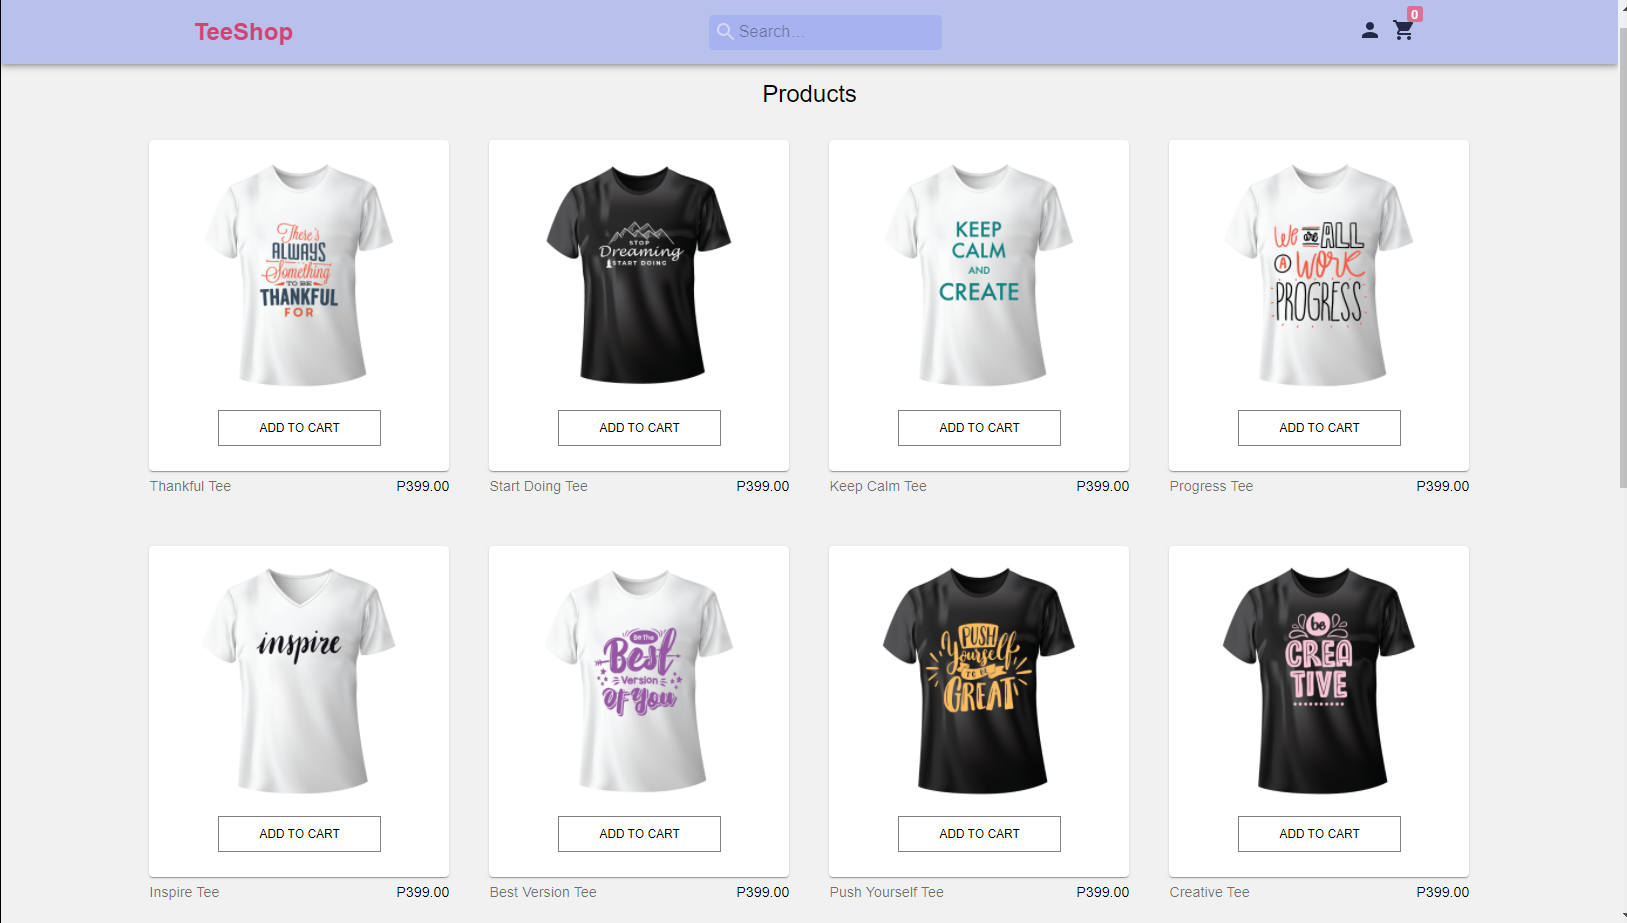 TeeShop
Search...
0
Products
There's
ALWAYS
Something
TO BE
THANKFUL
FOR
STOP
Dreaming
START DOING
KEEP
CALM
AND
CREATE
We are ALL
A WORK
PROGRESS
ADD TO CART
ADD TO CART
ADD TO CART
ADD TO CART
Thankful Tee P399.00
Start Doing Tee P399.00
Keep Calm Tee P399.00
Progress Tee P399.00
inspire
Be The
Best
Version
Of You
PUSH
Yourself
TO BE
GREAT
be
CREA
TIVE
ADD TO CART
ADD TO CART
ADD TO CART
ADD TO CART
Inspire Tee P399.00
Best Version Tee P399.00
Push Yourself Tee P399.00
Creative Tee P399.00